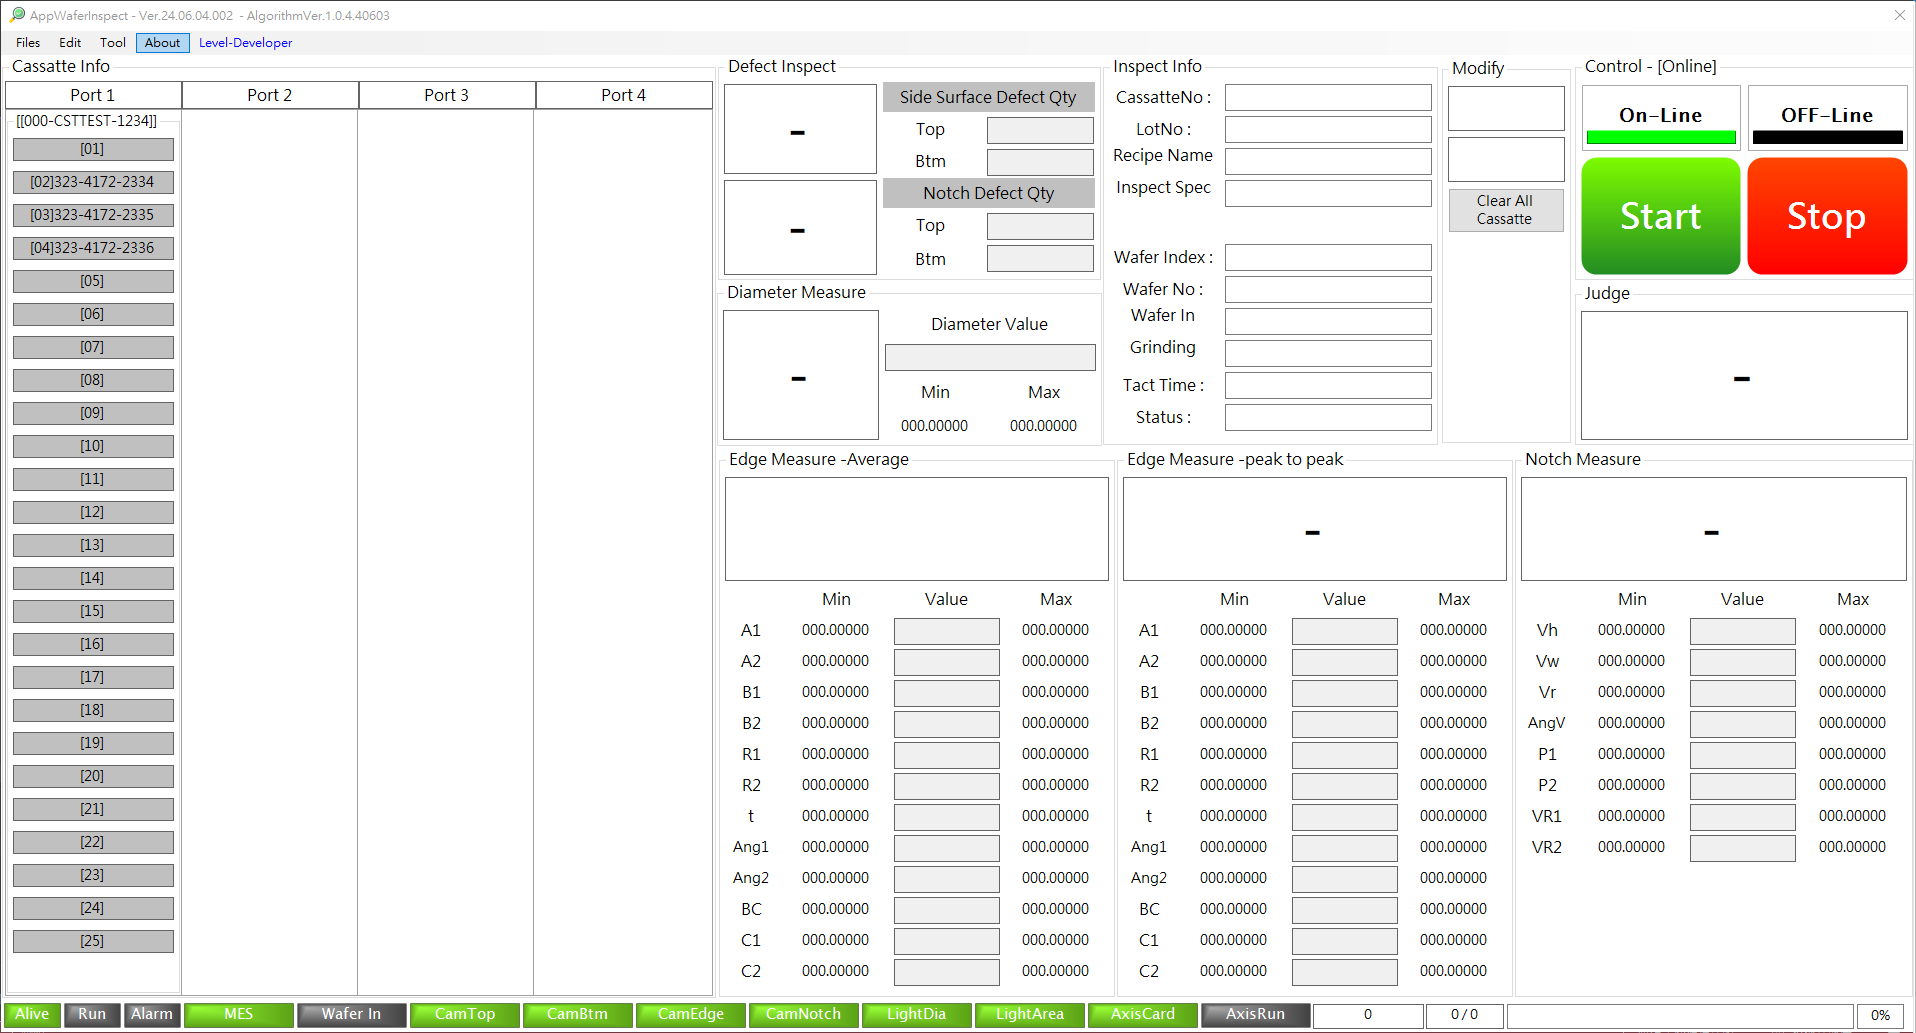 AppWaferInspect - Ver.24.06.04.002  - AlgorithmVer.1.0.4.40603
Files Edit Tool About Level-Developer
Cassatte Info
Port 1 Port 2 Port 3 Port 4
[[000-CSTTEST-1234]]
[01]
[02]323-4172-2334
[03]323-4172-2335
[04]323-4172-2336
[05]
[06]
[07]
[08]
[09]
[10]
[11]
[12]
[13]
[14]
[15]
[16]
[17]
[18]
[19]
[20]
[21]
[22]
[23]
[24]
[25]
Defect Inspect
-
Side Surface Defect Qty
Top
Btm
-
Notch Defect Qty
Top
Btm
Diameter Measure
-
Diameter Value
Min Max
000.00000 000.00000
Inspect Info
CassatteNo :
LotNo :
Recipe Name
Inspect Spec
Wafer Index :
Wafer No :
Wafer In
Grinding
Tact Time :
Status :
Modify
Clear All
Cassatte
Control - [Online]
On-Line OFF-Line
Start Stop
Judge
-
Edge Measure -Average
Min Value Max
A1 000.00000 000.00000
A2 000.00000 000.00000
B1 000.00000 000.00000
B2 000.00000 000.00000
R1 000.00000 000.00000
R2 000.00000 000.00000
t 000.00000 000.00000
Ang1 000.00000 000.00000
Ang2 000.00000 000.00000
BC 000.00000 000.00000
C1 000.00000 000.00000
C2 000.00000 000.00000
Edge Measure -peak to peak
-
Min Value Max
A1 000.00000 000.00000
A2 000.00000 000.00000
B1 000.00000 000.00000
B2 000.00000 000.00000
R1 000.00000 000.00000
R2 000.00000 000.00000
t 000.00000 000.00000
Ang1 000.00000 000.00000
Ang2 000.00000 000.00000
BC 000.00000 000.00000
C1 000.00000 000.00000
C2 000.00000 000.00000
Notch Measure
-
Min Value Max
Vh 000.00000 000.00000
Vw 000.00000 000.00000
Vr 000.00000 000.00000
AngV 000.00000 000.00000
P1 000.00000 000.00000
P2 000.00000 000.00000
VR1 000.00000 000.00000
VR2 000.00000 000.00000
Alive Run Alarm MES Wafer In CamTop CamBtm CamEdge CamNotch LightDia LightArea AxisCard AxisRun 0 0 / 0 0%